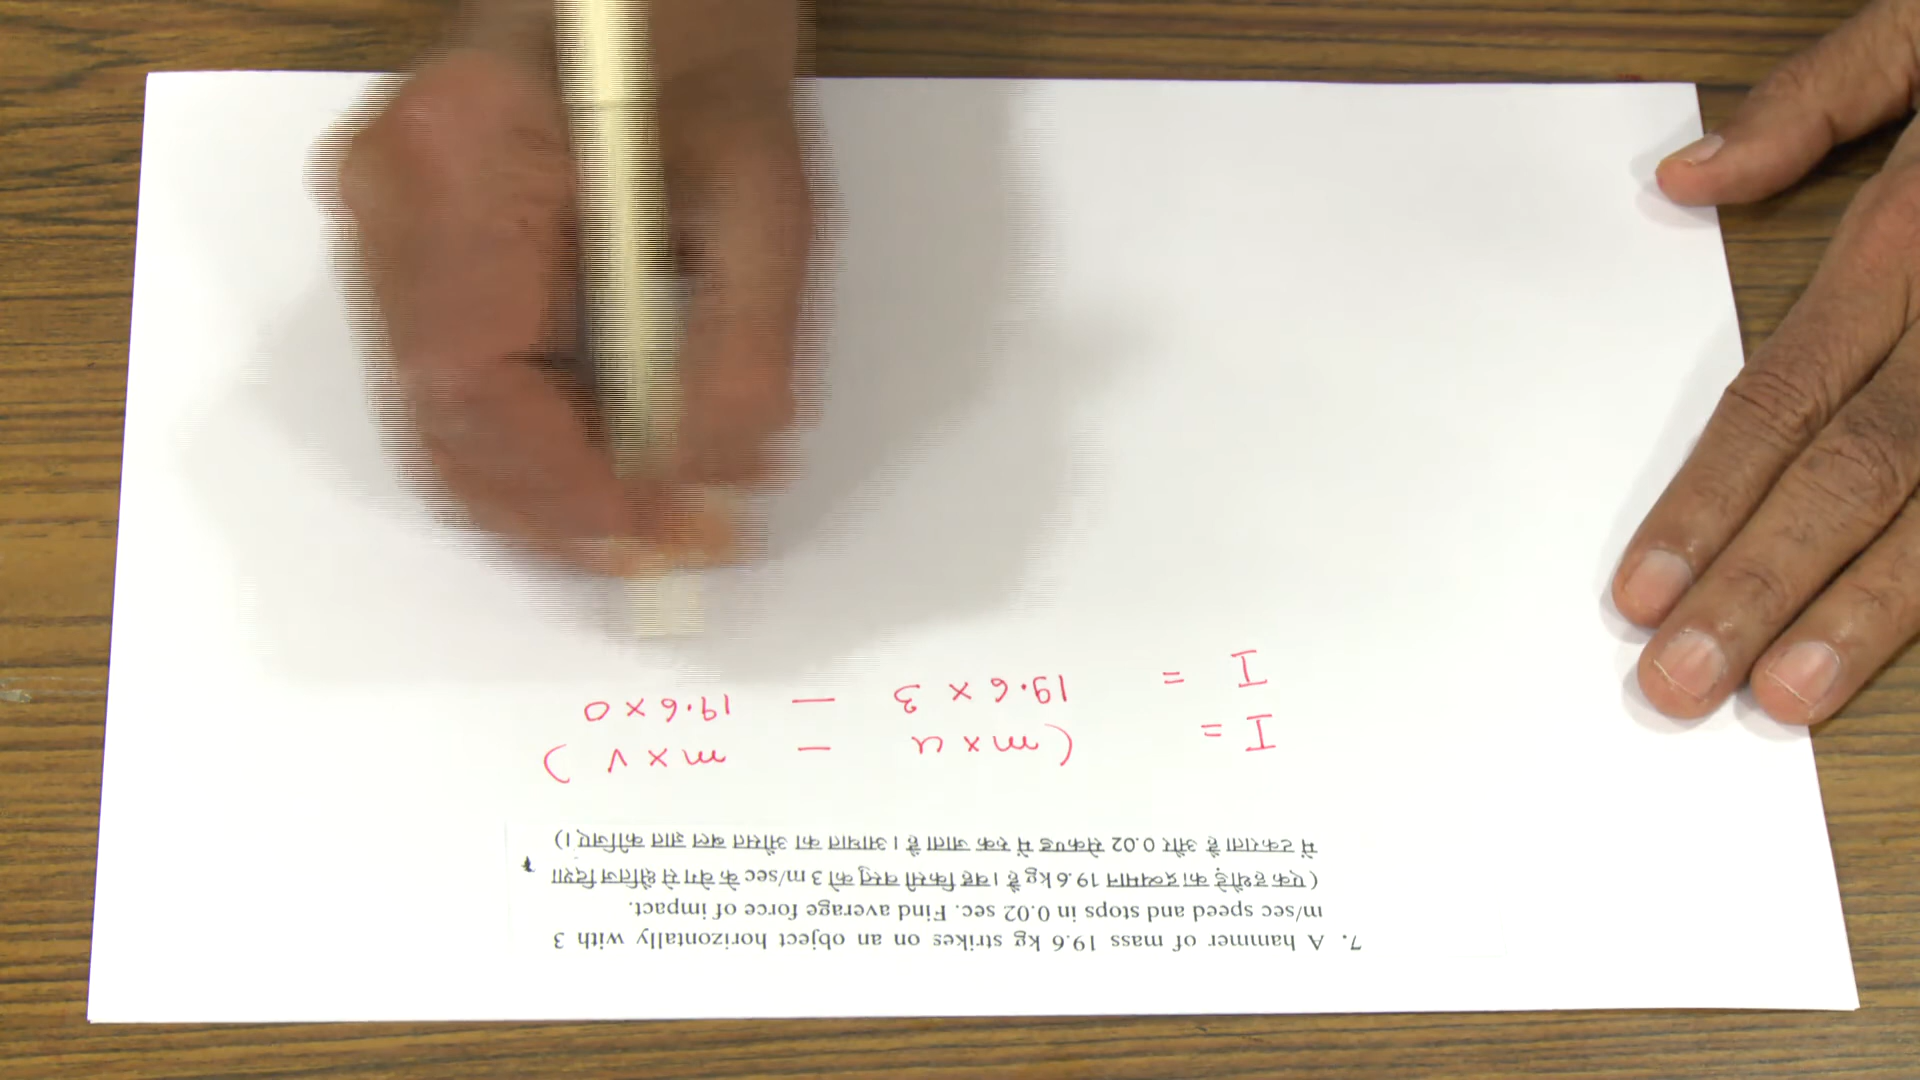 7. A hammer of mass 19.6 kg strikes on an object horizontally with 3
m/sec speed and stops in 0.02 sec. Find average force of impact.
(एक हथौड़े का द्रव्यमान 19.6 kg है। वह किसी वस्तु को 3 m/sec के वेग से क्षैतिज दिशा
में टकराता है और 0.02 सेकण्ड में रुक जाता है। आघात का औसत बल ज्ञात कीजिए।)
I = (m × u − m × v)
I = 19.6 × 3 − 19.6 × 0